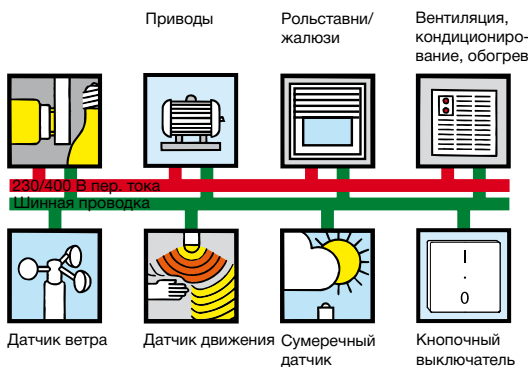 Приводы
Рольставни/
жалюзи
Вентиляция,
кондициониро-
вание, обогрев
230/400 В пер. тока
Шинная проводка
I
0
Датчик ветра
Датчик движения
Сумеречный
датчик
Кнопочный
выключатель